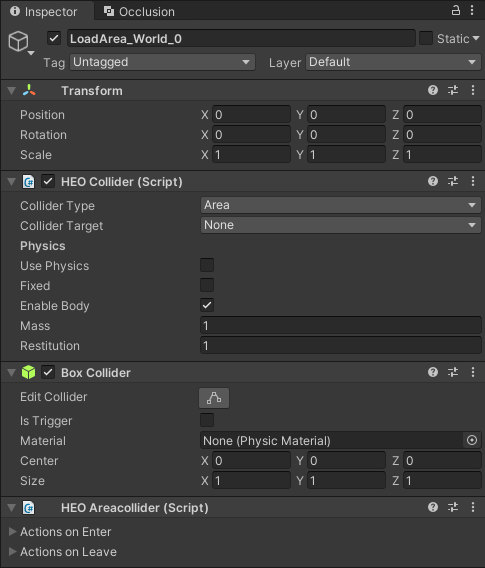 Inspector Occlusion
LoadArea_World_0 Static
Tag Untagged Layer Default
Transform
Position X 0 Y 0 Z 0
Rotation X 0 Y 0 Z 0
Scale X 1 Y 1 Z 1
HEO Collider (Script)
Collider Type Area
Collider Target None
Physics
Use Physics
Fixed
Enable Body
Mass 1
Restitution 1
Box Collider
Edit Collider
Is Trigger
Material None (Physic Material)
Center X 0 Y 0 Z 0
Size X 1 Y 1 Z 1
HEO Areacollider (Script)
Actions on Enter
Actions on Leave